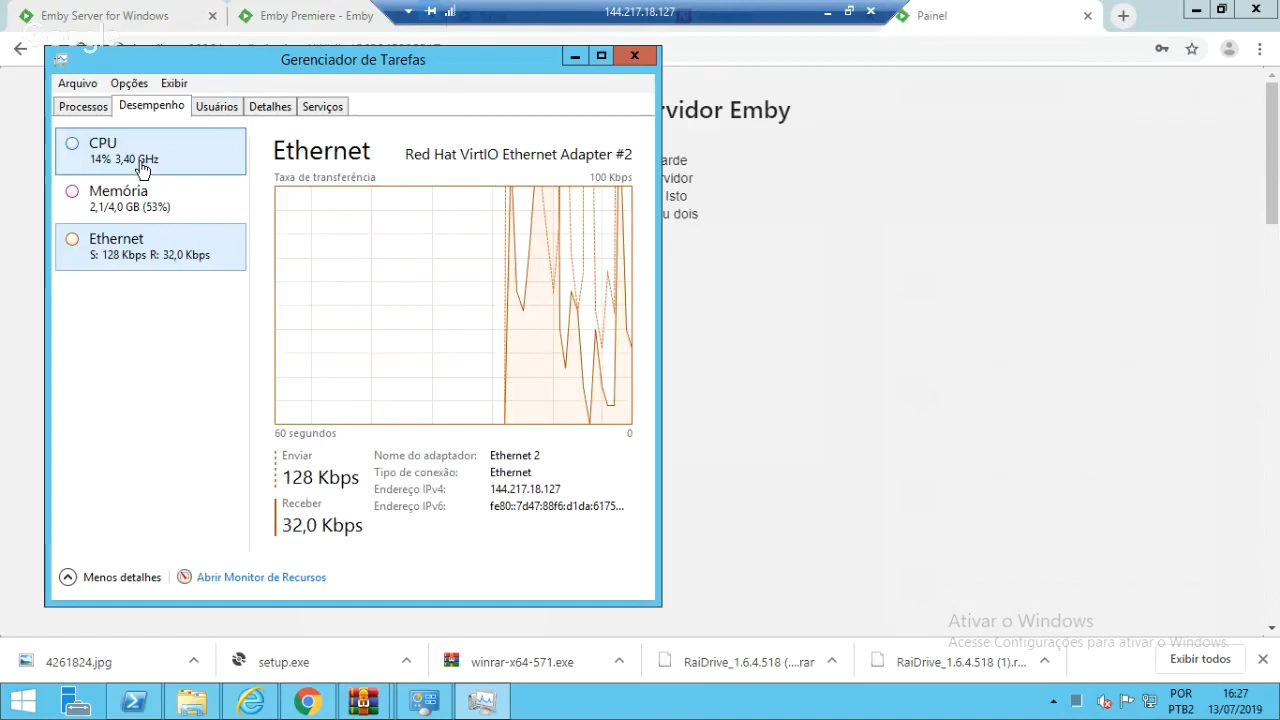 Emby Server for Windows
Emby Premiere - Emby
144.217.18.127
Painel
Gerenciador de Tarefas
Arquivo Opções Exibir
Processos Desempenho Usuários Detalhes Serviços
CPU
14% 3,40 GHz
Memória
2,1/4,0 GB (53%)
Ethernet
S: 128 Kbps R: 32,0 Kbps
Ethernet Red Hat VirtIO Ethernet Adapter #2
Taxa de transferência 100 Kbps
60 segundos 0
Enviar
128 Kbps
Receber
32,0 Kbps
Nome do adaptador: Ethernet 2
Tipo de conexão: Ethernet
Endereço IPv4: 144.217.18.127
Endereço IPv6: fe80::7d47:88f6:d1da:6175...
Menos detalhes Abrir Monitor de Recursos
rvidor Emby
arde
rvidor
Isto
u dois
Ativar o Windows
Acesse Configurações para ativar o Windows.
4261824.jpg
setup.exe
winrar-x64-571.exe
RaiDrive_1.6.4.518 (....rar
RaiDrive_1.6.4.518 (1).r...
Exibir todos
POR
PTB2
16:27
13/07/2019